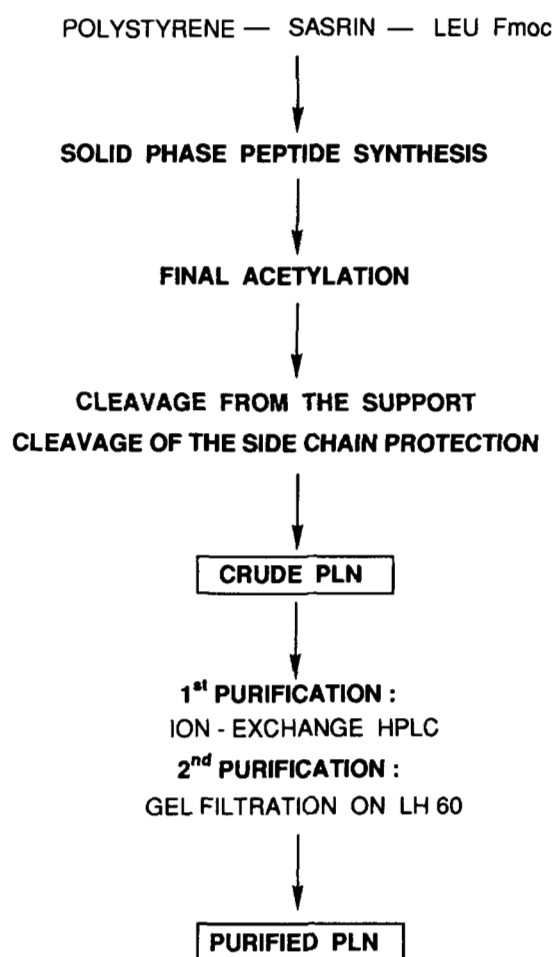 POLYSTYRENE — SASRIN — LEU Fmoc
SOLID PHASE PEPTIDE SYNTHESIS
FINAL ACETYLATION
CLEAVAGE FROM THE SUPPORT
CLEAVAGE OF THE SIDE CHAIN PROTECTION
CRUDE PLN
1st PURIFICATION :
ION - EXCHANGE HPLC
2nd PURIFICATION :
GEL FILTRATION ON LH 60
PURIFIED PLN